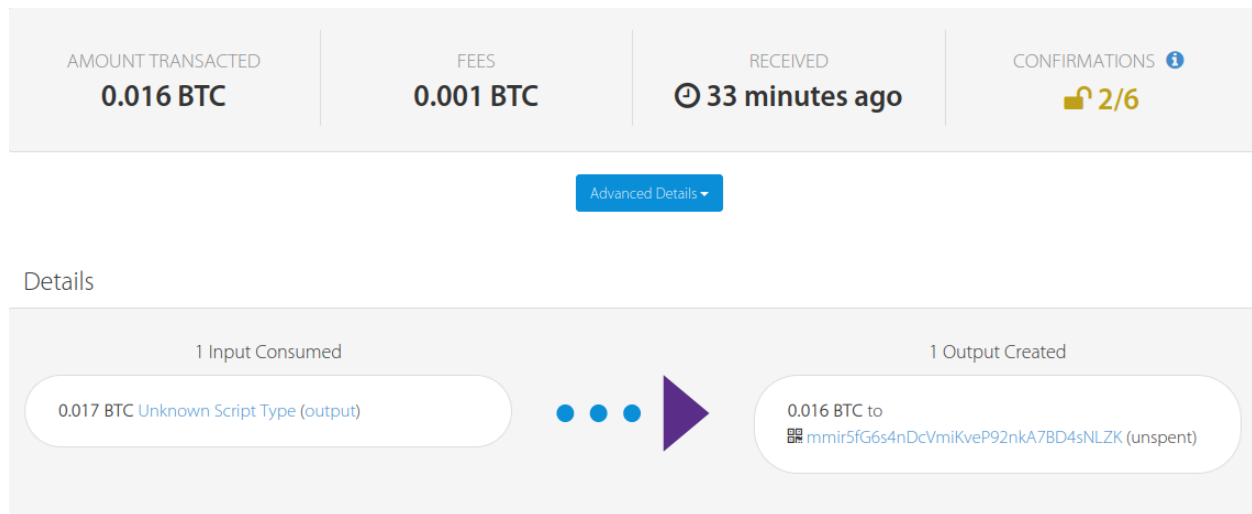 AMOUNT TRANSACTED
0.016 BTC
FEES
0.001 BTC
RECEIVED
33 minutes ago
CONFIRMATIONS
2/6
Advanced Details
Details
1 Input Consumed
0.017 BTC Unknown Script Type (output)
1 Output Created
0.016 BTC to
mmir5fG6s4nDcVmiKveP92nkA7BD4sNLZK (unspent)